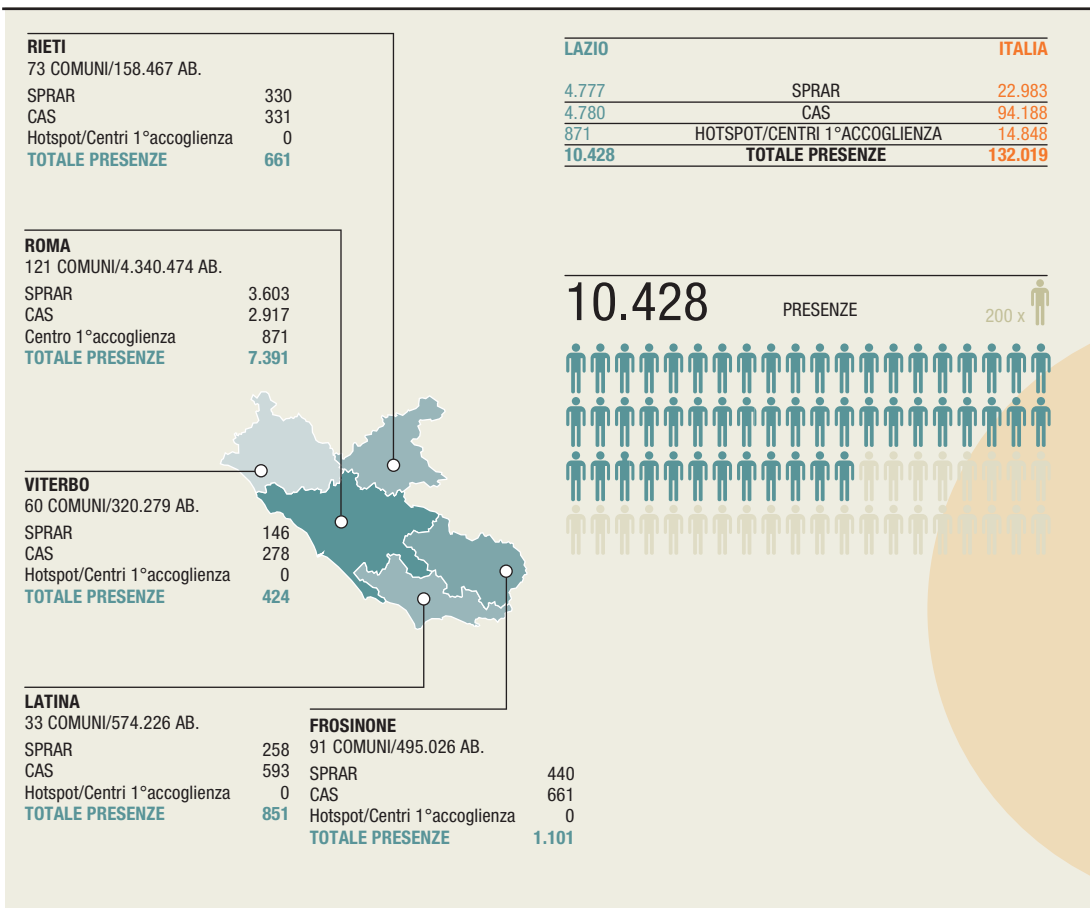 RIETI
73 COMUNI/158.467 AB.
SPRAR 330
CAS 331
Hotspot/Centri 1°accoglienza 0
TOTALE PRESENZE 661
ROMA
121 COMUNI/4.340.474 AB.
SPRAR 3.603
CAS 2.917
Centro 1°accoglienza 871
TOTALE PRESENZE 7.391
VITERBO
60 COMUNI/320.279 AB.
SPRAR 146
CAS 278
Hotspot/Centri 1°accoglienza 0
TOTALE PRESENZE 424
LATINA
33 COMUNI/574.226 AB.
SPRAR 258
CAS 593
Hotspot/Centri 1°accoglienza 0
TOTALE PRESENZE 851
FROSINONE
91 COMUNI/495.026 AB.
SPRAR 440
CAS 661
Hotspot/Centri 1°accoglienza 0
TOTALE PRESENZE 1.101
LAZIO ITALIA
4.777 SPRAR 22.983
4.780 CAS 94.188
871 HOTSPOT/CENTRI 1°ACCOGLIENZA 14.848
10.428 TOTALE PRESENZE 132.019
10.428 PRESENZE 200 x